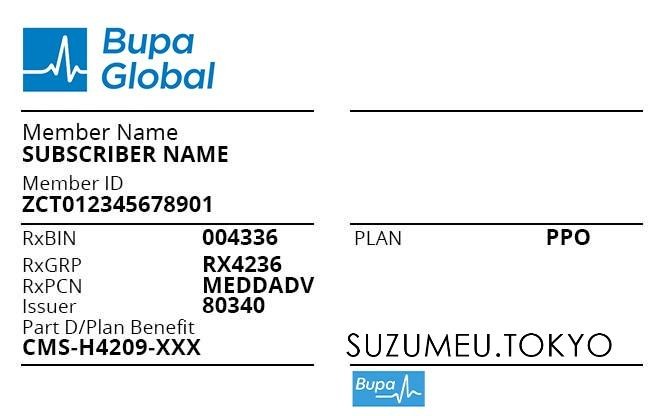 Bupa
Global
Member Name
SUBSCRIBER NAME
Member ID
ZCT012345678901
RxBIN 004336
RxGRP RX4236
RxPCN MEDDADV
Issuer 80340
Part D/Plan Benefit
CMS-H4209-XXX
PLAN PPO
SUZUMEU.TOKYO
Bupa